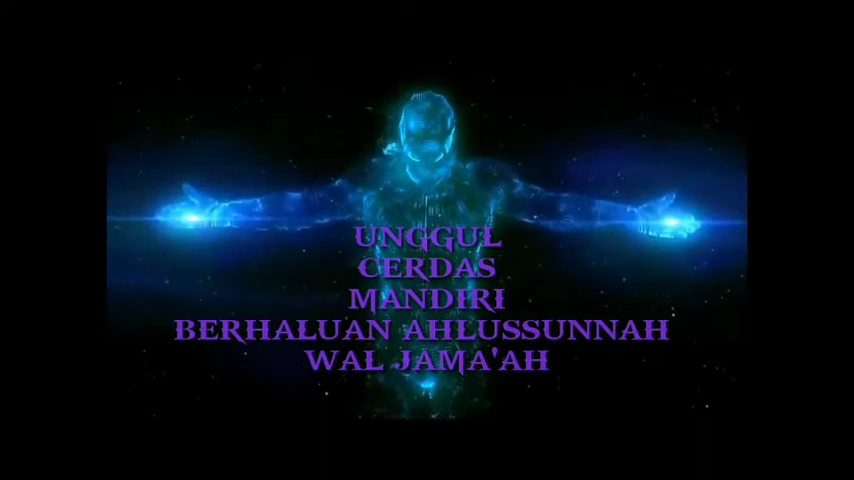 UNGGUL
CERDAS
MANDIRI
BERHALUAN AHLUSSUNNAH
WAL JAMA'AH